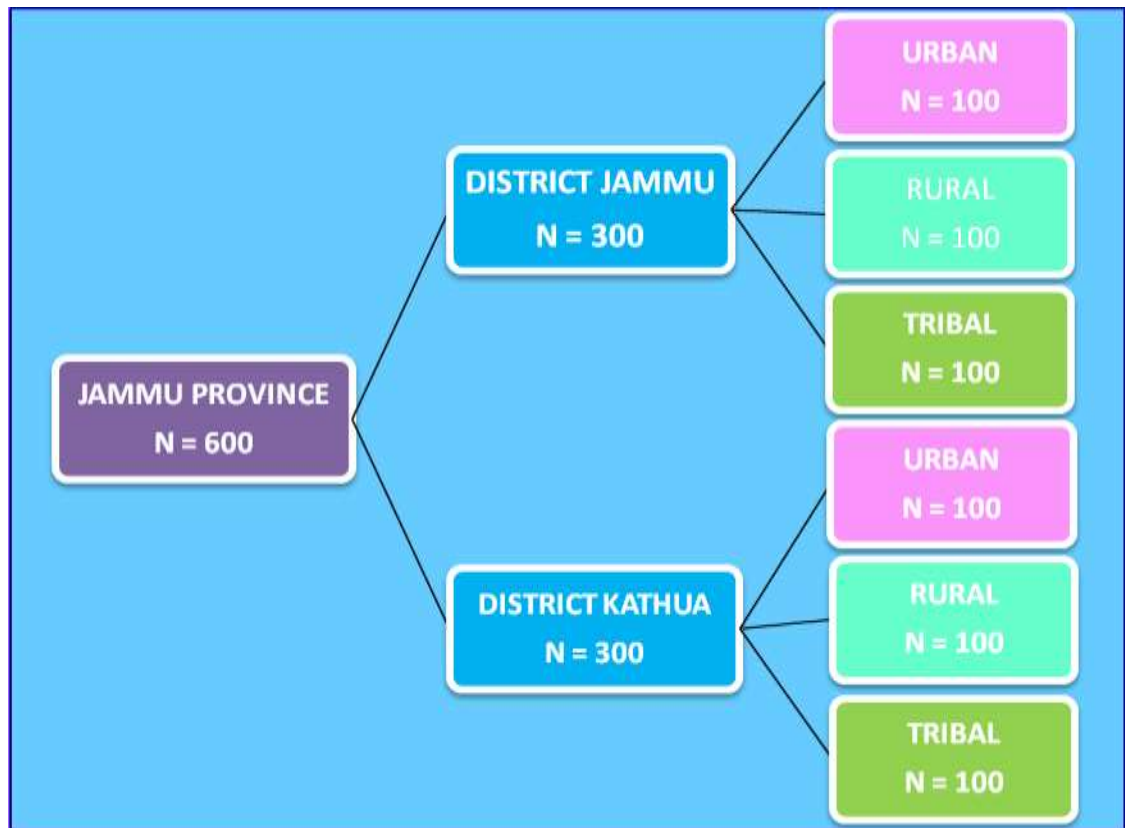 JAMMU PROVINCE
N = 600
DISTRICT JAMMU
N = 300
URBAN
N = 100
RURAL
N = 100
TRIBAL
N = 100
DISTRICT KATHUA
N = 300
URBAN
N = 100
RURAL
N = 100
TRIBAL
N = 100